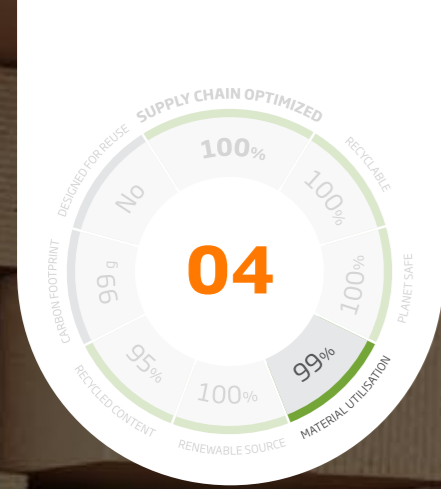 SUPPLY CHAIN OPTIMIZED
100%
RECYCLABLE
100%
PLANET SAFE
100%
MATERIAL UTILISATION
99%
RENEWABLE SOURCE
100%
RECYCLED CONTENT
95%
CARBON FOOTPRINT
66 g
DESIGNED FOR REUSE
No
04